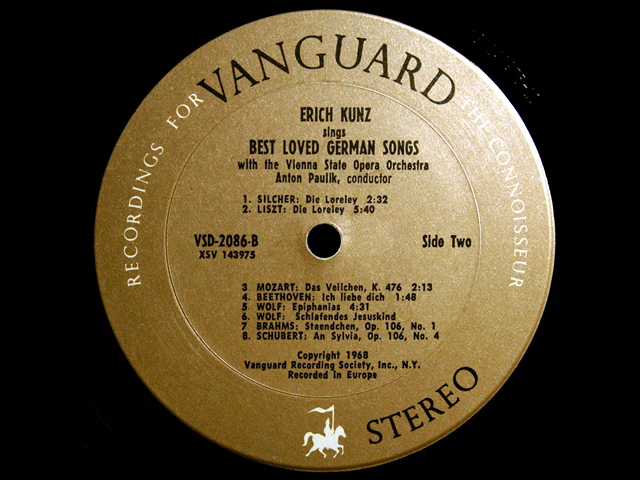 RECORDINGS FOR VANGUARD THE CONNOISSEUR
ERICH KUNZ
sings
BEST LOVED GERMAN SONGS
with the Vienna State Opera Orchestra
Anton Paulik, conductor
1. SILCHER: Die Loreley 2:32
2. LISZT: Die Loreley 5:40
VSD-2086-B Side Two
XSV 143975
3 MOZART: Das Veilchen, K. 476 2:13
4. BEETHOVEN: Ich liebe dich 1:48
5 WOLF: Epiphanias 4:31
6 WOLF: Schlafendes Jesuskind
7 BRAHMS: Staendchen, Op. 106, No. 1
8. SCHUBERT: An Sylvia, Op. 106, No. 4
Copyright 1968
Vanguard Recording Society, Inc., N.Y.
Recorded In Europe
STEREO